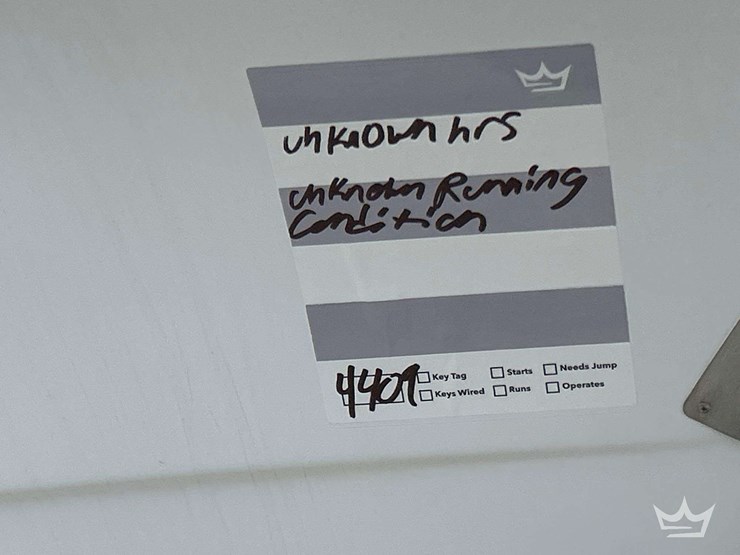 unknown hrs
unknown Running
Condition
4409 Key Tag Starts Needs Jump
Keys Wired Runs Operates